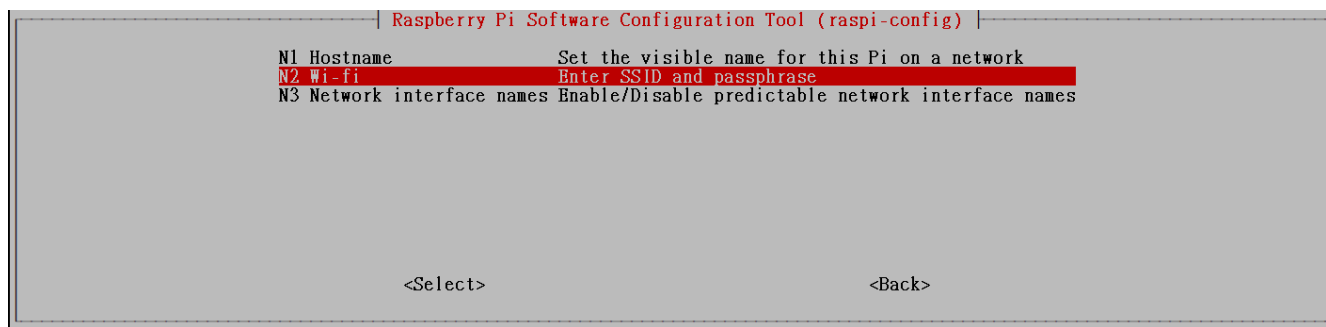 Raspberry Pi Software Configuration Tool (raspi-config)
N1 Hostname Set the visible name for this Pi on a network
N2 Wi-fi Enter SSID and passphrase
N3 Network interface names Enable/Disable predictable network interface names
<Select> <Back>